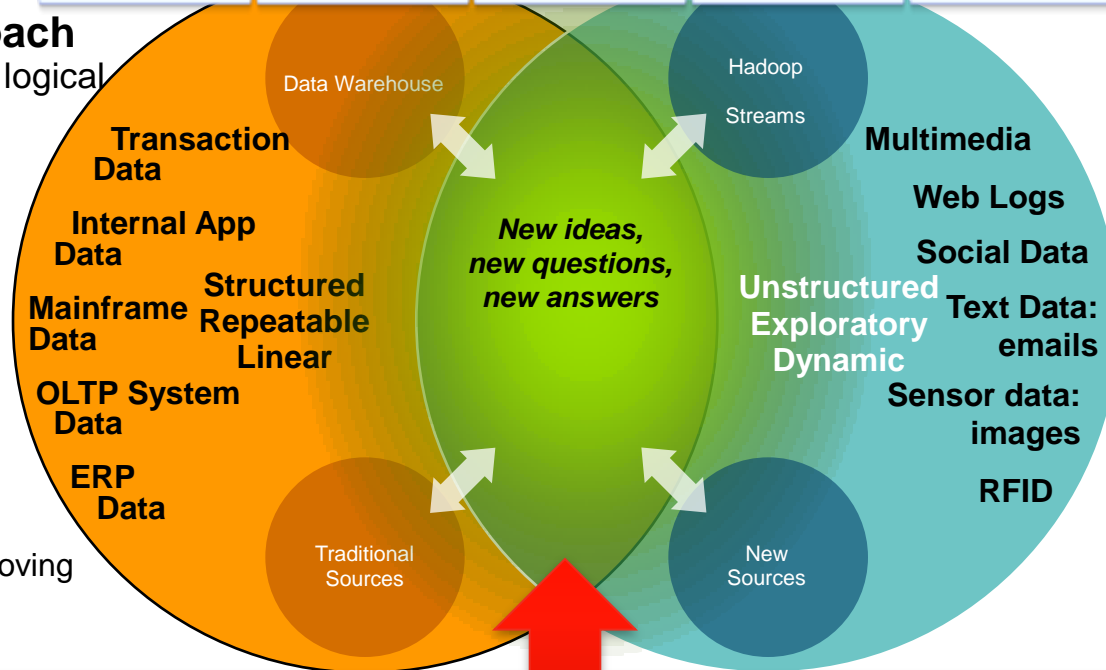 oach
logical
Data Warehouse
Hadoop
Streams
Transaction
Data
Internal App
Data
Structured
Mainframe
Repeatable
Data
Linear
OLTP System
Data
ERP
Data
New ideas,
new questions,
new answers
Multimedia
Web Logs
Social Data
Unstructured
Exploratory
Dynamic
Text Data:
emails
Sensor data:
images
RFID
oving
Traditional
Sources
New
Sources